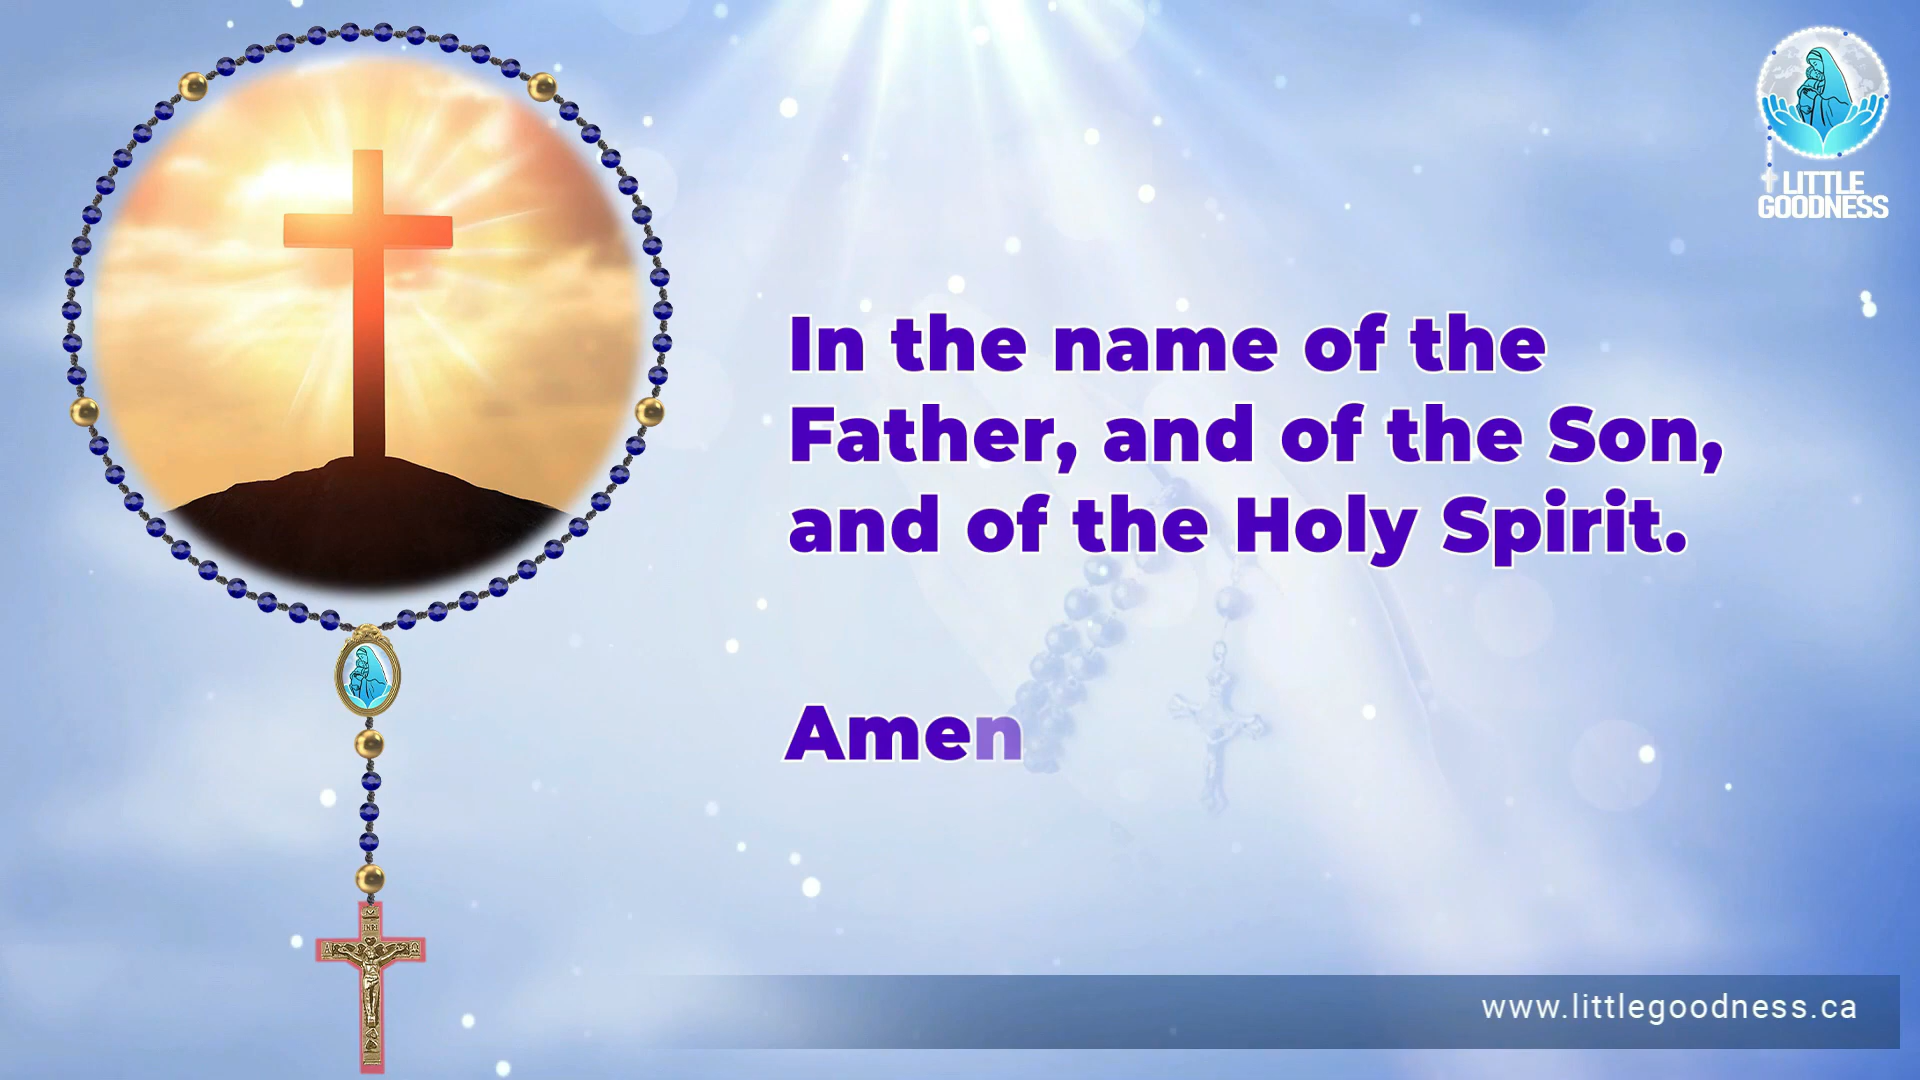 LITTLE
GOODNESS
In the name of the
Father, and of the Son,
and of the Holy Spirit.
Amen
INRI
A Ω
www.littlegoodness.ca